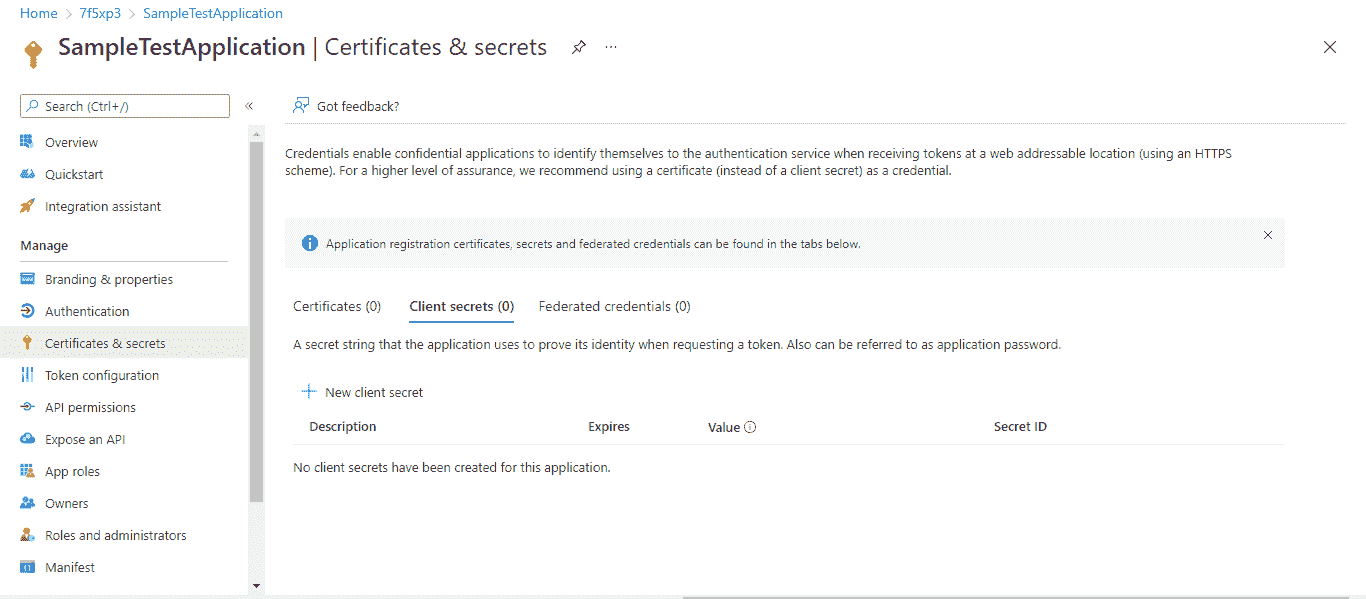 Home > 7f5xp3 > SampleTestApplication
SampleTestApplication | Certificates & secrets
Search (Ctrl+/)
Overview
Quickstart
Integration assistant
Manage
Branding & properties
Authentication
Certificates & secrets
Token configuration
API permissions
Expose an API
App roles
Owners
Roles and administrators
Manifest
Got feedback?
Credentials enable confidential applications to identify themselves to the authentication service when receiving tokens at a web addressable location (using an HTTPS
scheme). For a higher level of assurance, we recommend using a certificate (instead of a client secret) as a credential.
Application registration certificates, secrets and federated credentials can be found in the tabs below.
Certificates (0) Client secrets (0) Federated credentials (0)
A secret string that the application uses to prove its identity when requesting a token. Also can be referred to as application password.
New client secret
Description Expires Value Secret ID
No client secrets have been created for this application.